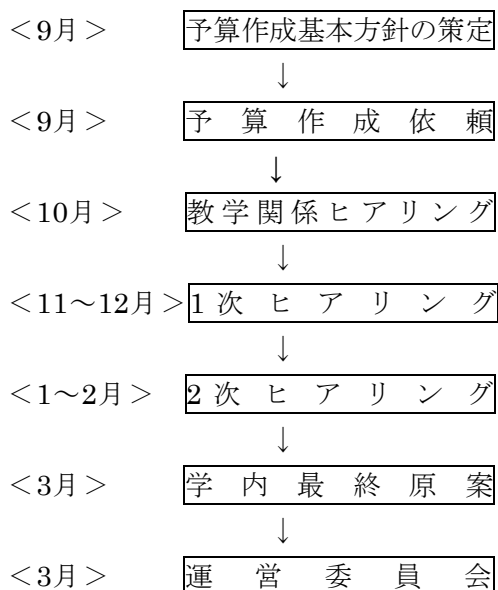 <9月> 予算作成基本方針の策定
↓
<9月> 予算作成依頼
↓
<10月> 教学関係ヒアリング
↓
<11~12月> 1次ヒアリング
↓
<1~2月> 2次ヒアリング
↓
<3月> 学内最終原案
↓
<3月> 運営委員会